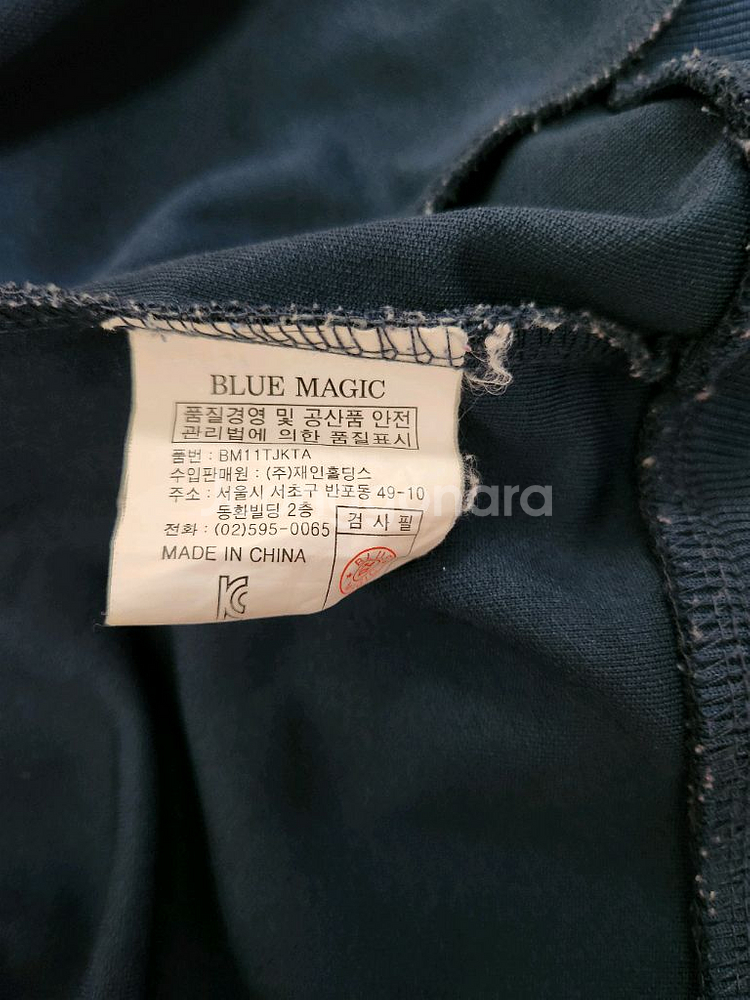 BLUE MAGIC
품질경영 및 공산품 안전
관리법에 의한 품질표시
품번 : BM11TJKTA
수입판매원 : (주)재인홀딩스
주소 : 서울시 서초구 반포동 49-10
동환빌딩 2층
전화 : (02)595-0065
검 사 필
MADE IN CHINA